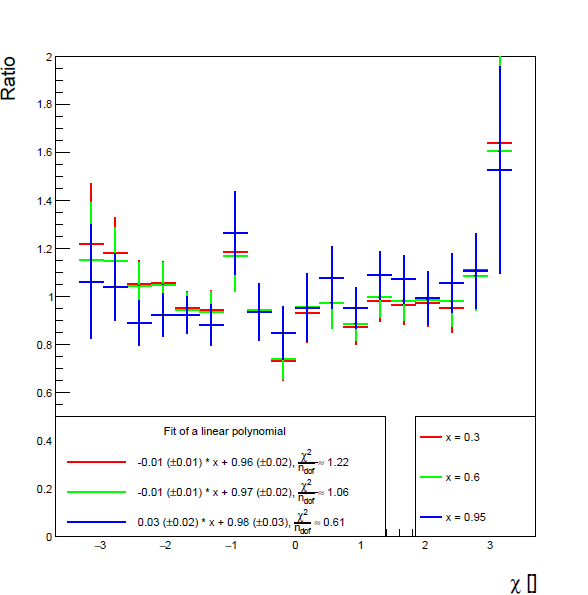 Ratio
2
1.8
1.6
1.4
1.2
1
0.8
0.6
0.4
0.2
0
Fit of a linear polynomial
-0.01 (±0.01) * x + 0.96 (±0.02), χ²/n_dof ≈ 1.22
-0.01 (±0.01) * x + 0.97 (±0.02), χ²/n_dof ≈ 1.06
0.03 (±0.02) * x + 0.98 (±0.03), χ²/n_dof ≈ 0.61
x = 0.3
x = 0.6
x = 0.95
−3 −2 −1 0 1 2 3
χ []